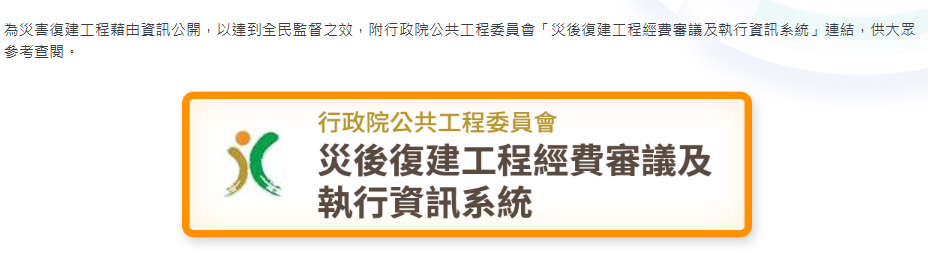 為災害復建工程藉由資訊公開，以達到全民監督之效，附行政院公共工程委員會「災後復建工程經費審議及執行資訊系統」連結，供大眾
參考查閱。
行政院公共工程委員會
災後復建工程經費審議及
執行資訊系統